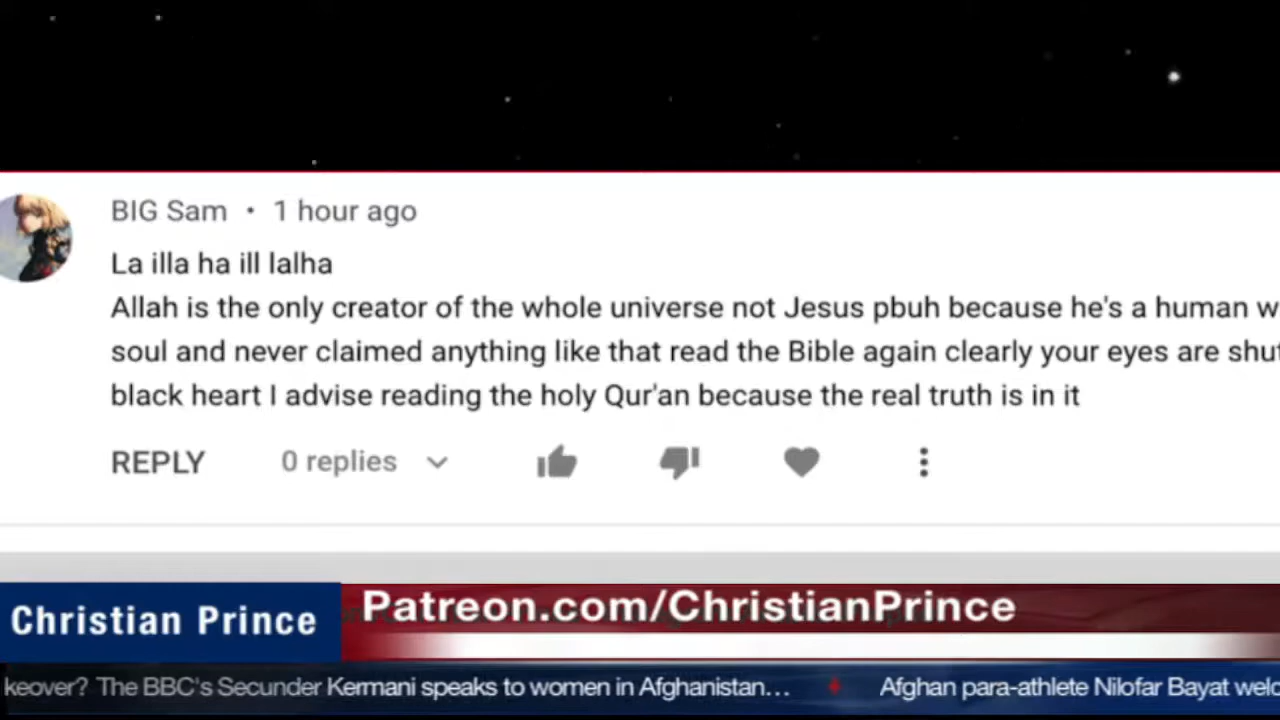 BIG Sam • 1 hour ago
La illa ha ill lalha
Allah is the only creator of the whole universe not Jesus pbuh because he's a human
soul and never claimed anything like that read the Bible again clearly your eyes are
black heart I advise reading the holy Qur'an because the real truth is in it
REPLY 0 replies
Christian Prince
Patreon.com/ChristianPrince
keover? The BBC's Secunder Kermani speaks to women in Afghanistan... Afghan para-athlete Nilofar Bayat